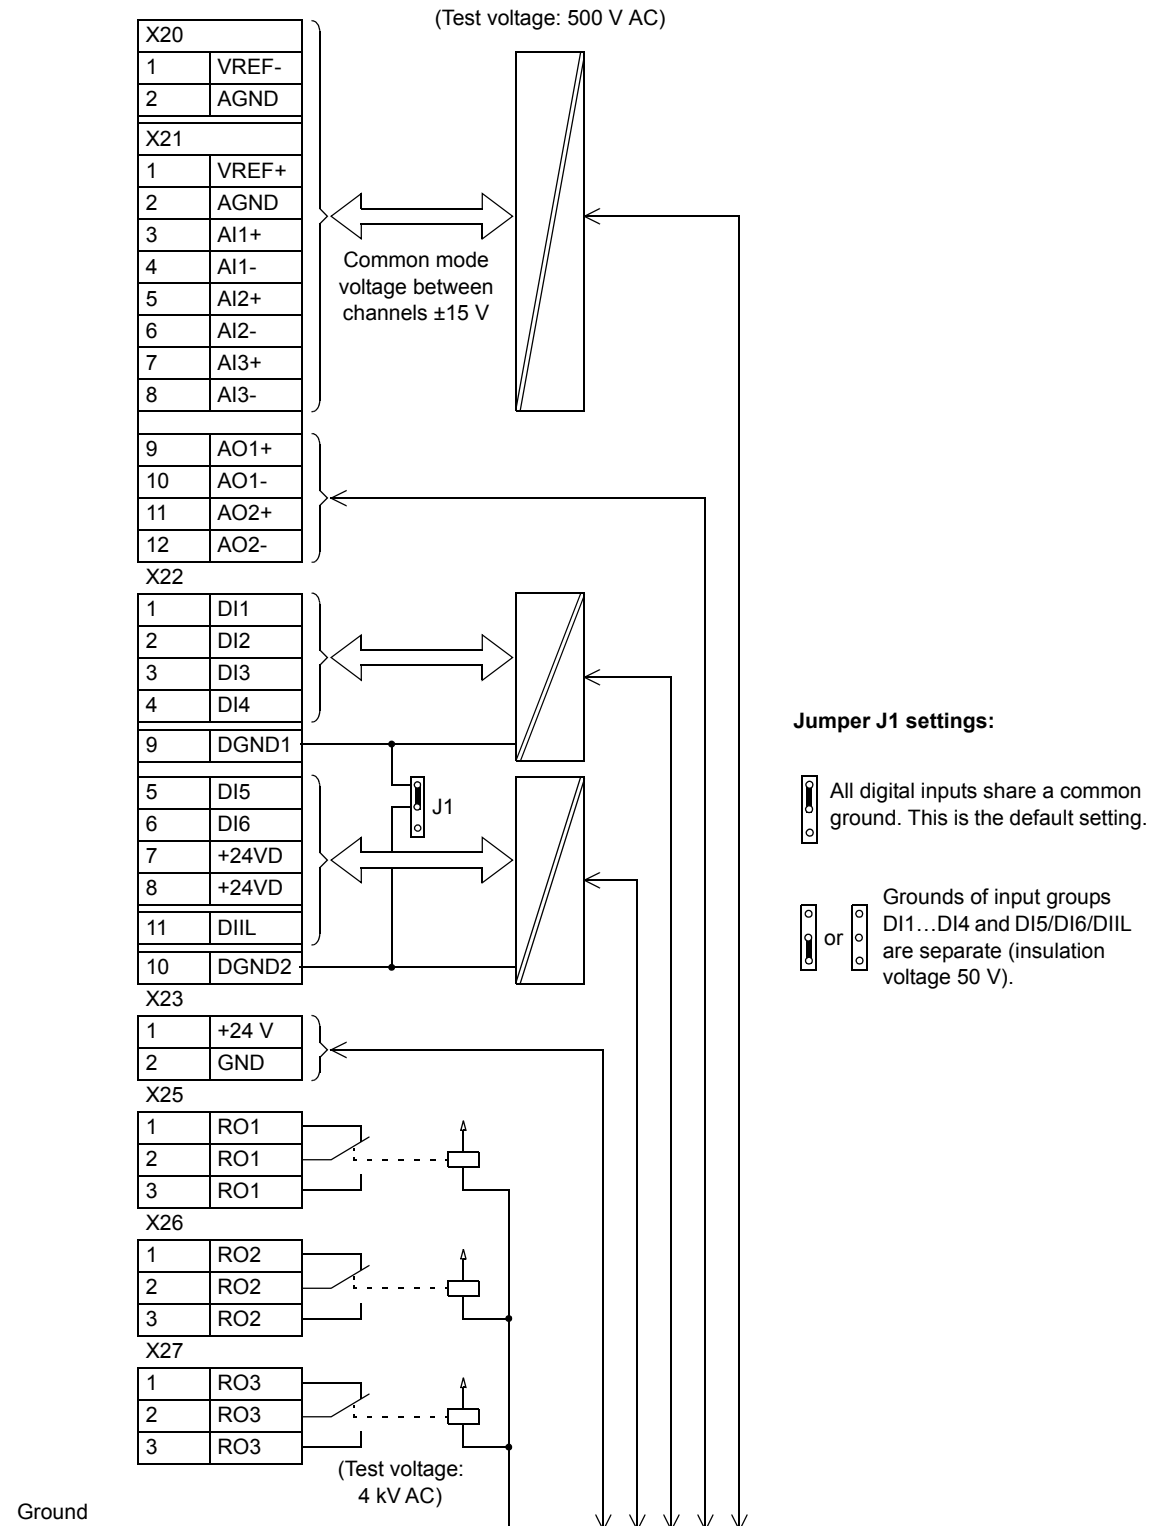 (Test voltage: 500 V AC)
X20
1 VREF-
2 AGND
X21
1 VREF+
2 AGND
3 AI1+
4 AI1-
5 AI2+
6 AI2-
7 AI3+
8 AI3-
Common mode
voltage between
channels ±15 V
9 AO1+
10 AO1-
11 AO2+
12 AO2-
X22
1 DI1
2 DI2
3 DI3
4 DI4
9 DGND1
5 DI5
6 DI6
7 +24VD
8 +24VD
11 DIIL
10 DGND2
J1
Jumper J1 settings:
All digital inputs share a common
ground. This is the default setting.
or
Grounds of input groups
DI1…DI4 and DI5/DI6/DIIL
are separate (insulation
voltage 50 V).
X23
1 +24 V
2 GND
X25
1 RO1
2 RO1
3 RO1
X26
1 RO2
2 RO2
3 RO2
X27
1 RO3
2 RO3
3 RO3
(Test voltage:
4 kV AC)
Ground